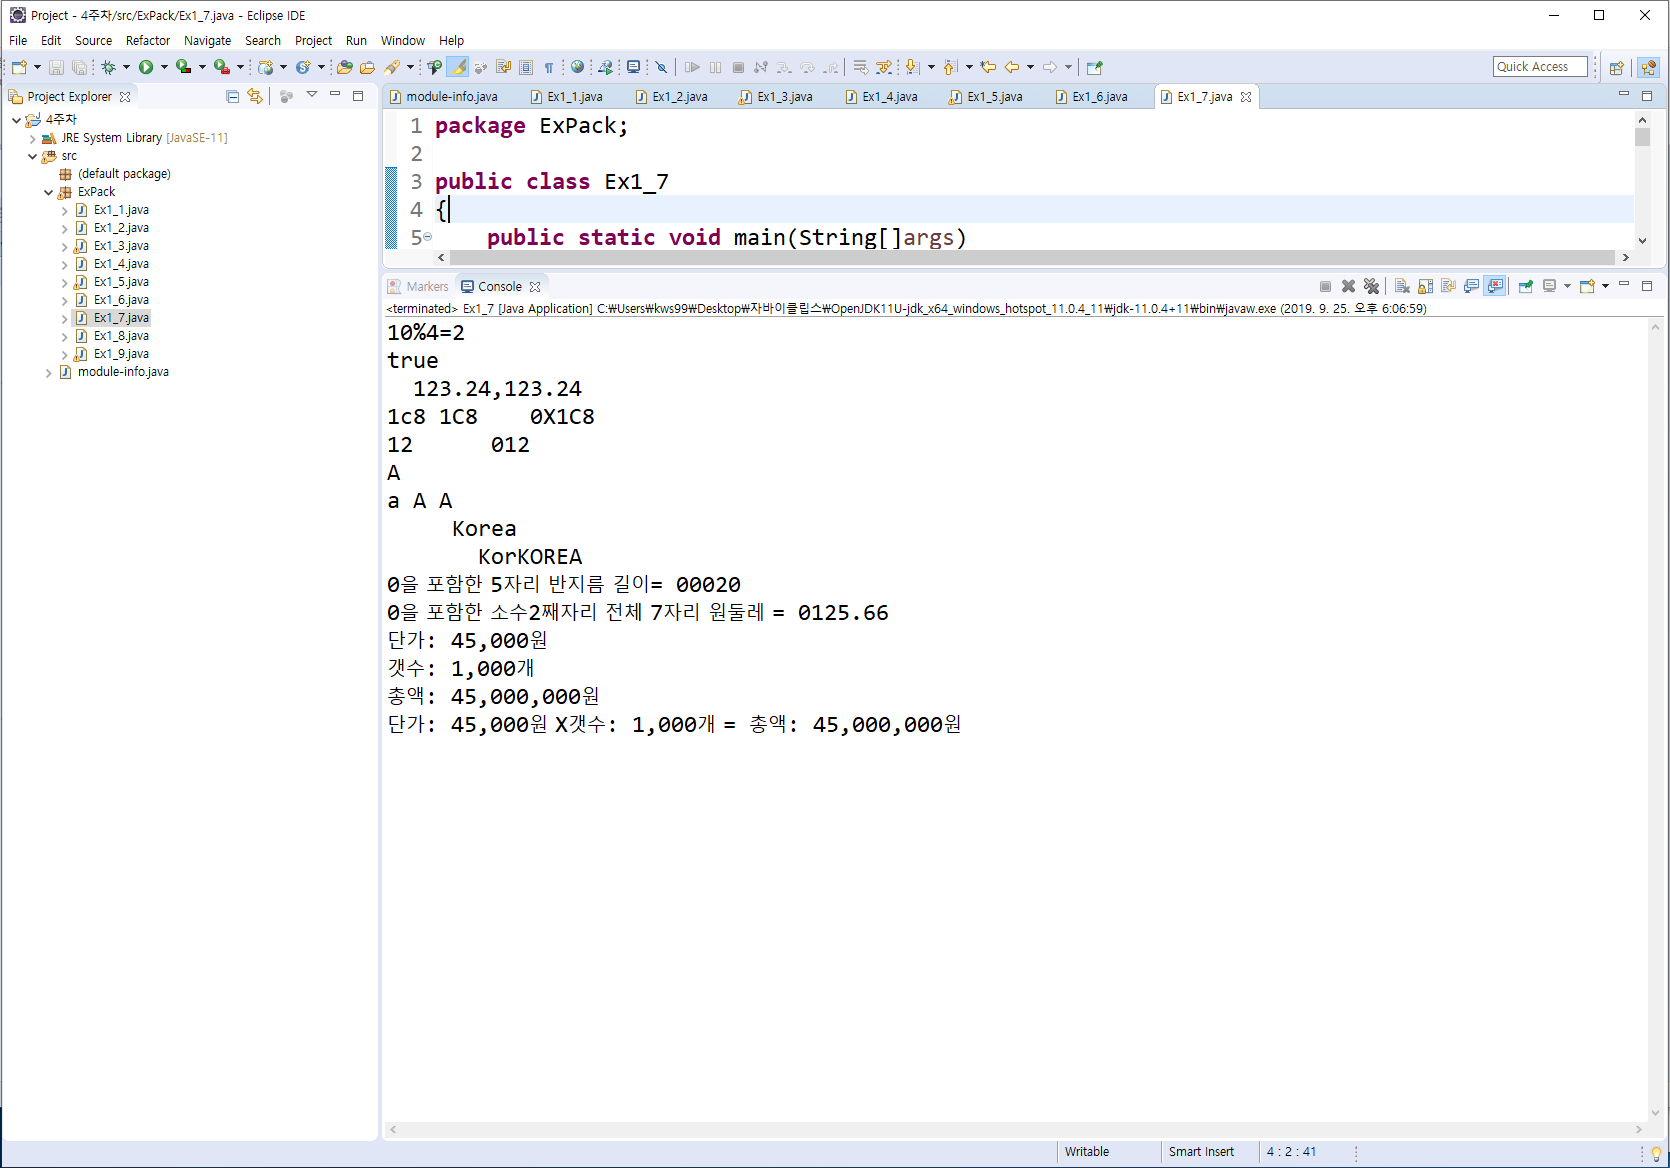 Project - 4주차/src/ExPack/Ex1_7.java - Eclipse IDE
File Edit Source Refactor Navigate Search Project Run Window Help
Quick Access
Project Explorer
4주차
JRE System Library [JavaSE-11]
src
(default package)
ExPack
Ex1_1.java
Ex1_2.java
Ex1_3.java
Ex1_4.java
Ex1_5.java
Ex1_6.java
Ex1_7.java
Ex1_8.java
Ex1_9.java
module-info.java
module-info.java Ex1_1.java Ex1_2.java Ex1_3.java Ex1_4.java Ex1_5.java Ex1_6.java Ex1_7.java
1 package ExPack;
2
3 public class Ex1_7
4 {
5     public static void main(String[]args)
Markers Console
<terminated> Ex1_7 [Java Application] C:₩Users₩kws99₩Desktop₩자바이클립스₩OpenJDK11U-jdk_x64_windows_hotspot_11.0.4_11₩jdk-11.0.4+11₩bin₩javaw.exe (2019. 9. 25. 오후 6:06:59)
10%4=2
true
  123.24,123.24
1c8 1C8    0X1C8
12      012
A
a A A
     Korea
       KorKOREA
0을 포함한 5자리 반지름 길이= 00020
0을 포함한 소수2째자리 전체 7자리 원둘레 = 0125.66
단가: 45,000원
갯수: 1,000개
총액: 45,000,000원
단가: 45,000원 X갯수: 1,000개 = 총액: 45,000,000원
Writable Smart Insert 4 : 2 : 41